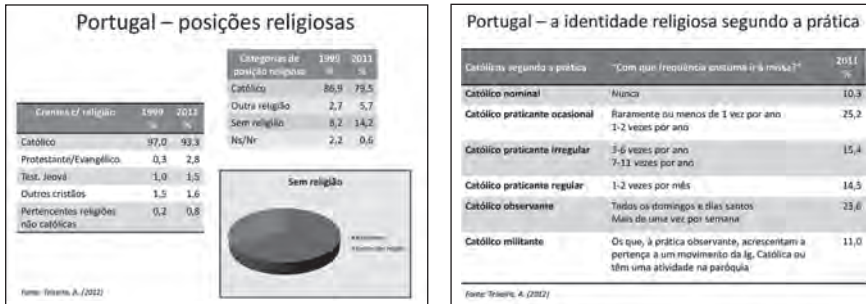 Portugal – posições religiosas
Categorias de posição religiosa 1999 % 2011 %
Católico 86,9 79,5
Outra religião 2,7 5,7
Sem religião 8,2 14,2
Ns/Nr 2,2 0,6
Crentes c/ religião 1999 % 2011 %
Católico 97,0 93,3
Protestante/Evangélico 0,3 2,8
Test. Jeová 1,0 1,5
Outros cristãos 1,5 1,6
Pertencentes religiões
não católicas 0,2 0,8
Sem religião
Fonte: Teixeira, A. (2012)
Portugal – a identidade religiosa segundo a prática
Católicos segundo a prática "Com que frequência costuma ir à missa?" 2011 %
Católico nominal Nunca 10,3
Católico praticante ocasional Raramente ou menos de 1 vez por ano 25,2
1-2 vezes por ano
Católico praticante irregular 3-6 vezes por ano 15,4
7-11 vezes por ano
Católico praticante regular 1-2 vezes por mês
Católico observante Todos os domingos e dias santos
Mais de uma vez por semana
Católico militante Os que, à prática observante, acrescentam a 11,0
pertença a um movimento da Ig. Católica ou
têm uma atividade na paróquia
Fonte: Teixeira, A. (2012)